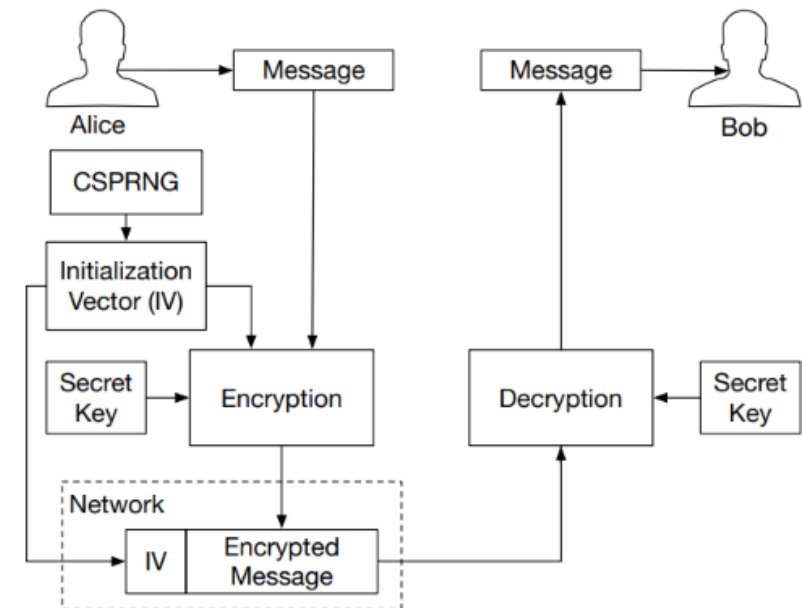 Message
Message
Alice
Bob
CSPRNG
Initialization
Vector (IV)
Secret
Key
Encryption
Decryption
Secret
Key
Network
IV
Encrypted
Message